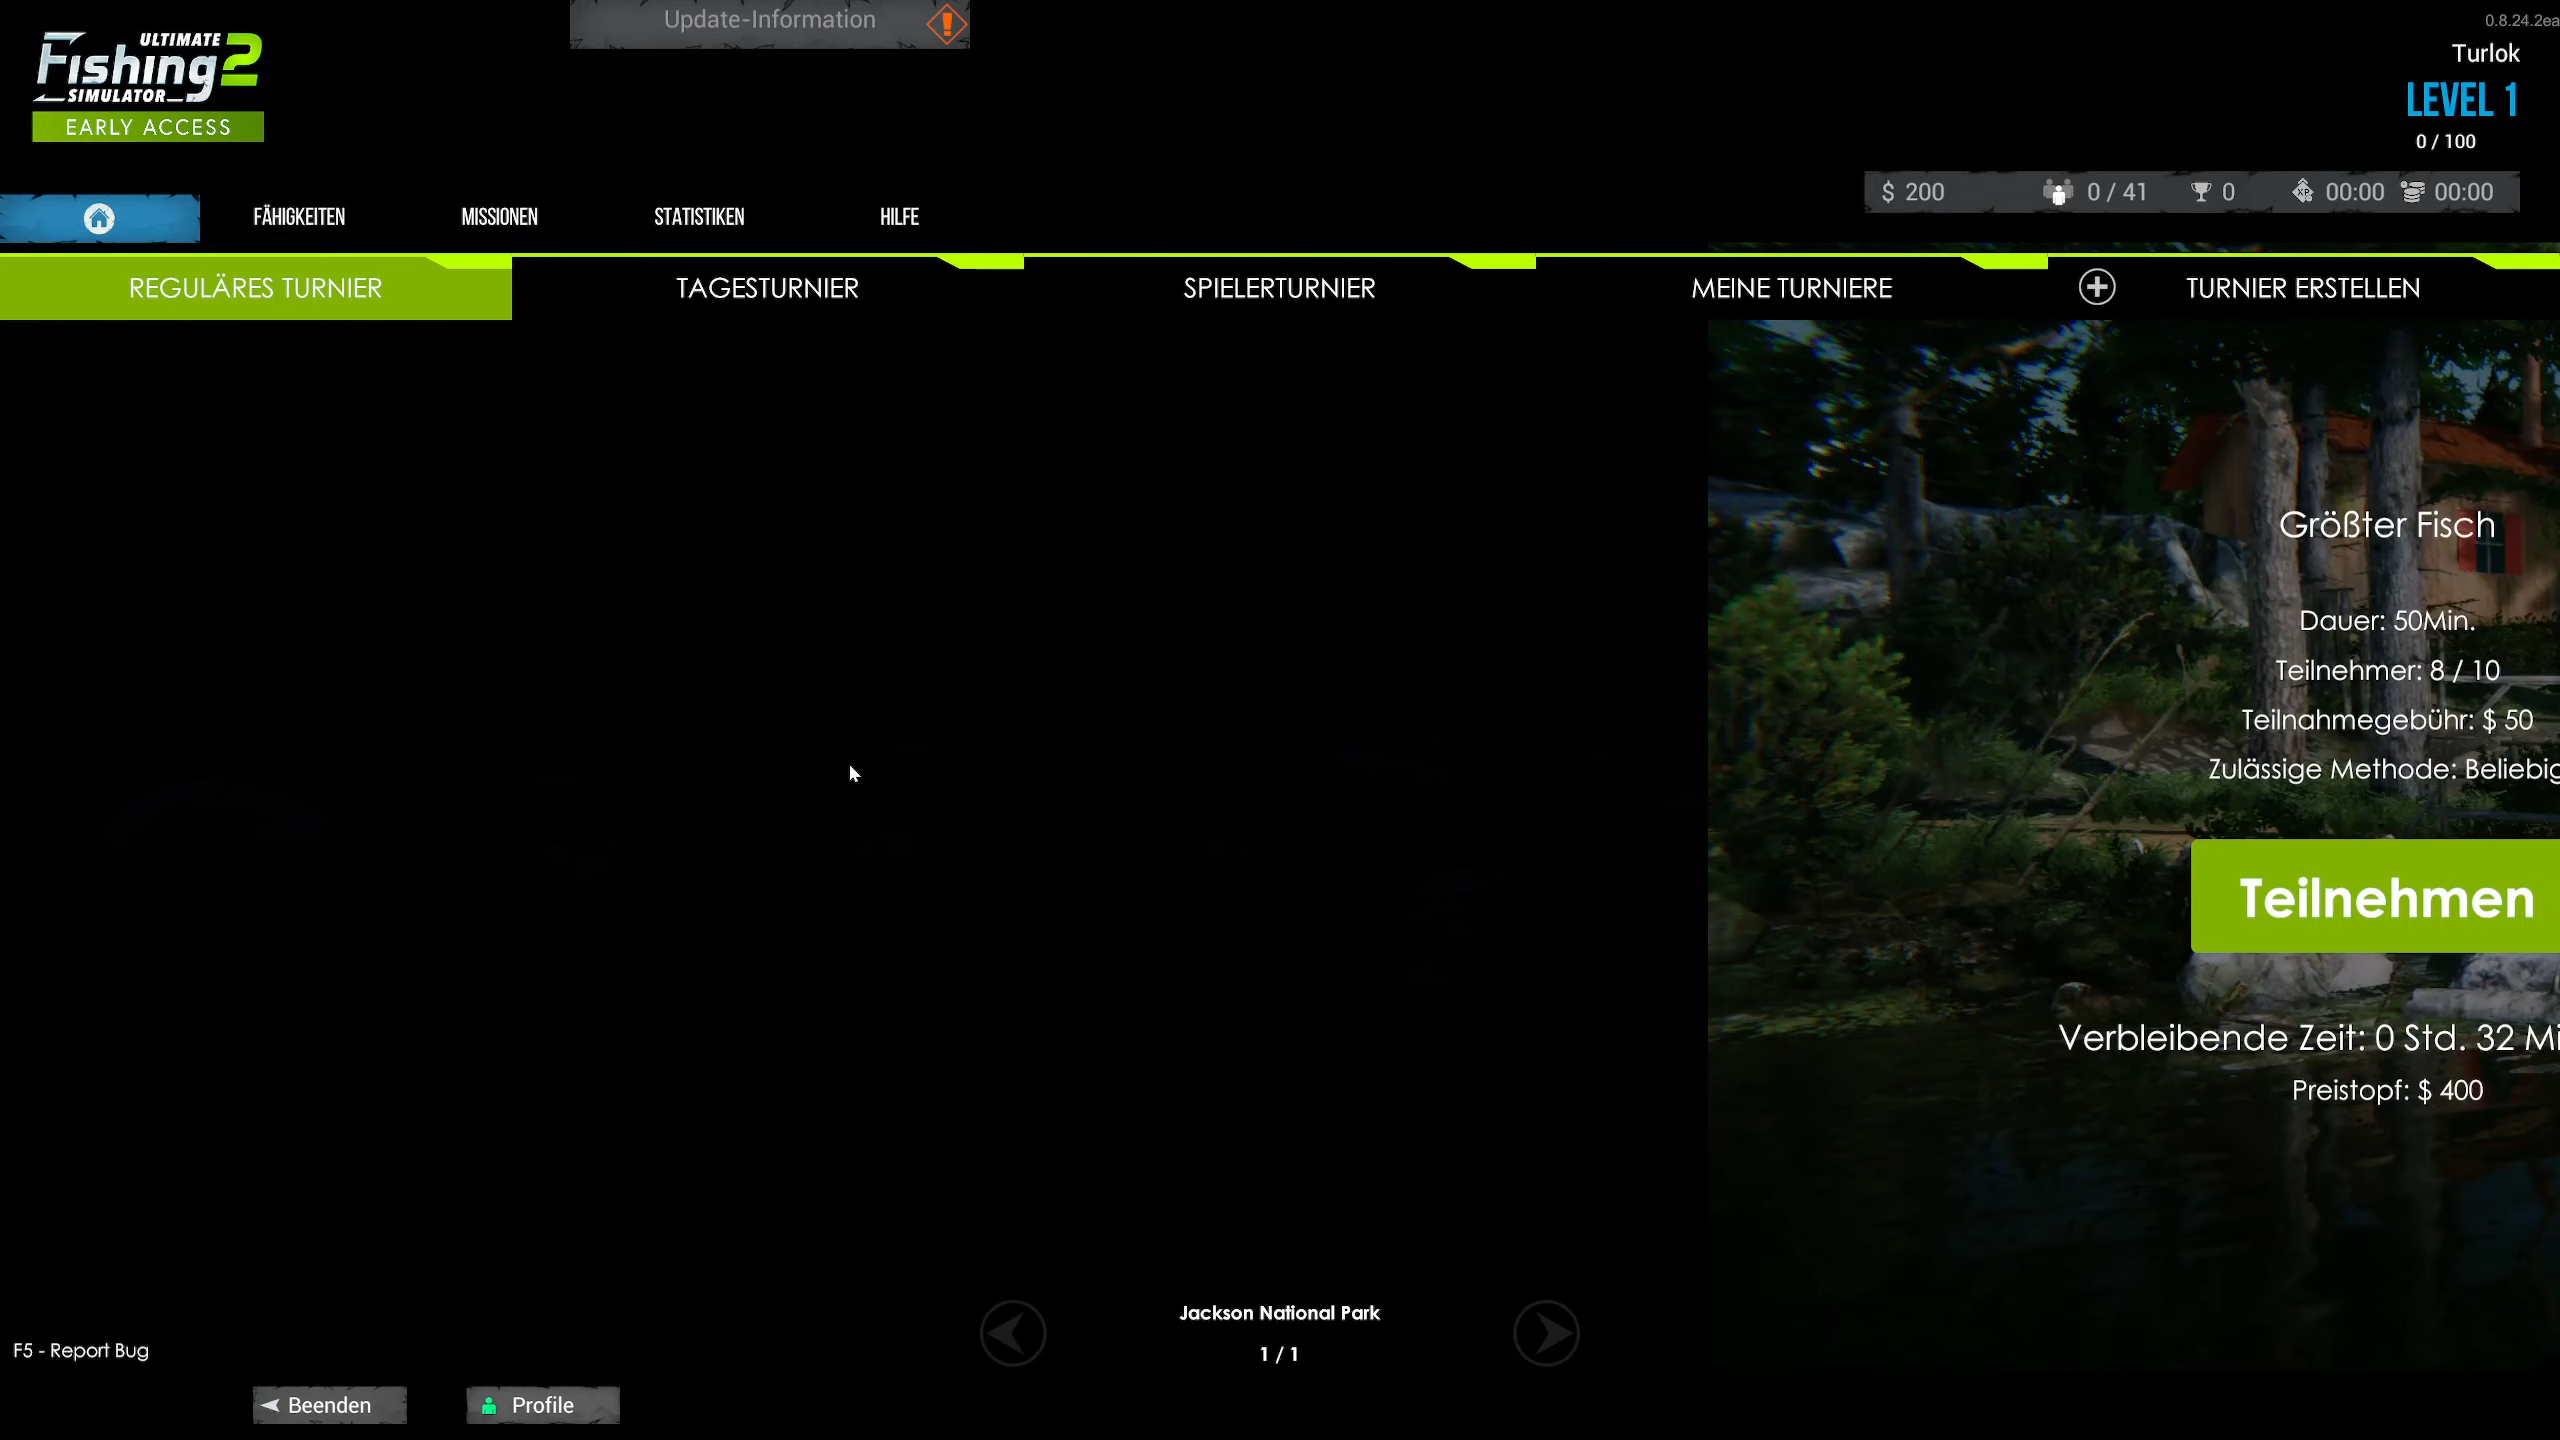 Update-Information
0.8.24.2ea
ULTIMATE
Fishing 2
SIMULATOR
EARLY ACCESS
Turlok
LEVEL 1
0 / 100
$ 200
0 / 41
0
XP
00:00
00:00
FÄHIGKEITEN
MISSIONEN
STATISTIKEN
HILFE
REGULÄRES TURNIER
TAGESTURNIER
SPIELERTURNIER
MEINE TURNIERE
TURNIER ERSTELLEN
Größter Fisch
Dauer: 50Min.
Teilnehmer: 8 / 10
Teilnahmegebühr: $ 50
Zulässige Methode: Beliebig
Teilnehmen
Verbleibende Zeit: 0 Std. 32 Mi
Preistopf: $ 400
Jackson National Park
1 / 1
F5 - Report Bug
Beenden
Profile